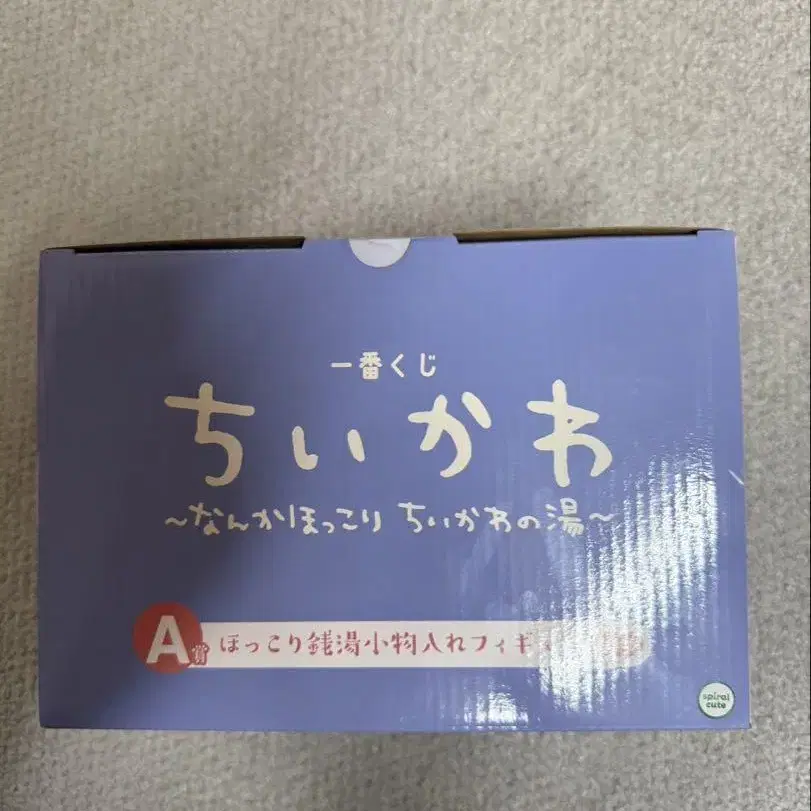 一番くじ
ちいかわ
～なんかほっこり ちいかわの湯～
A賞 ほっこり銭湯小物入れフィギ
spiral
cute